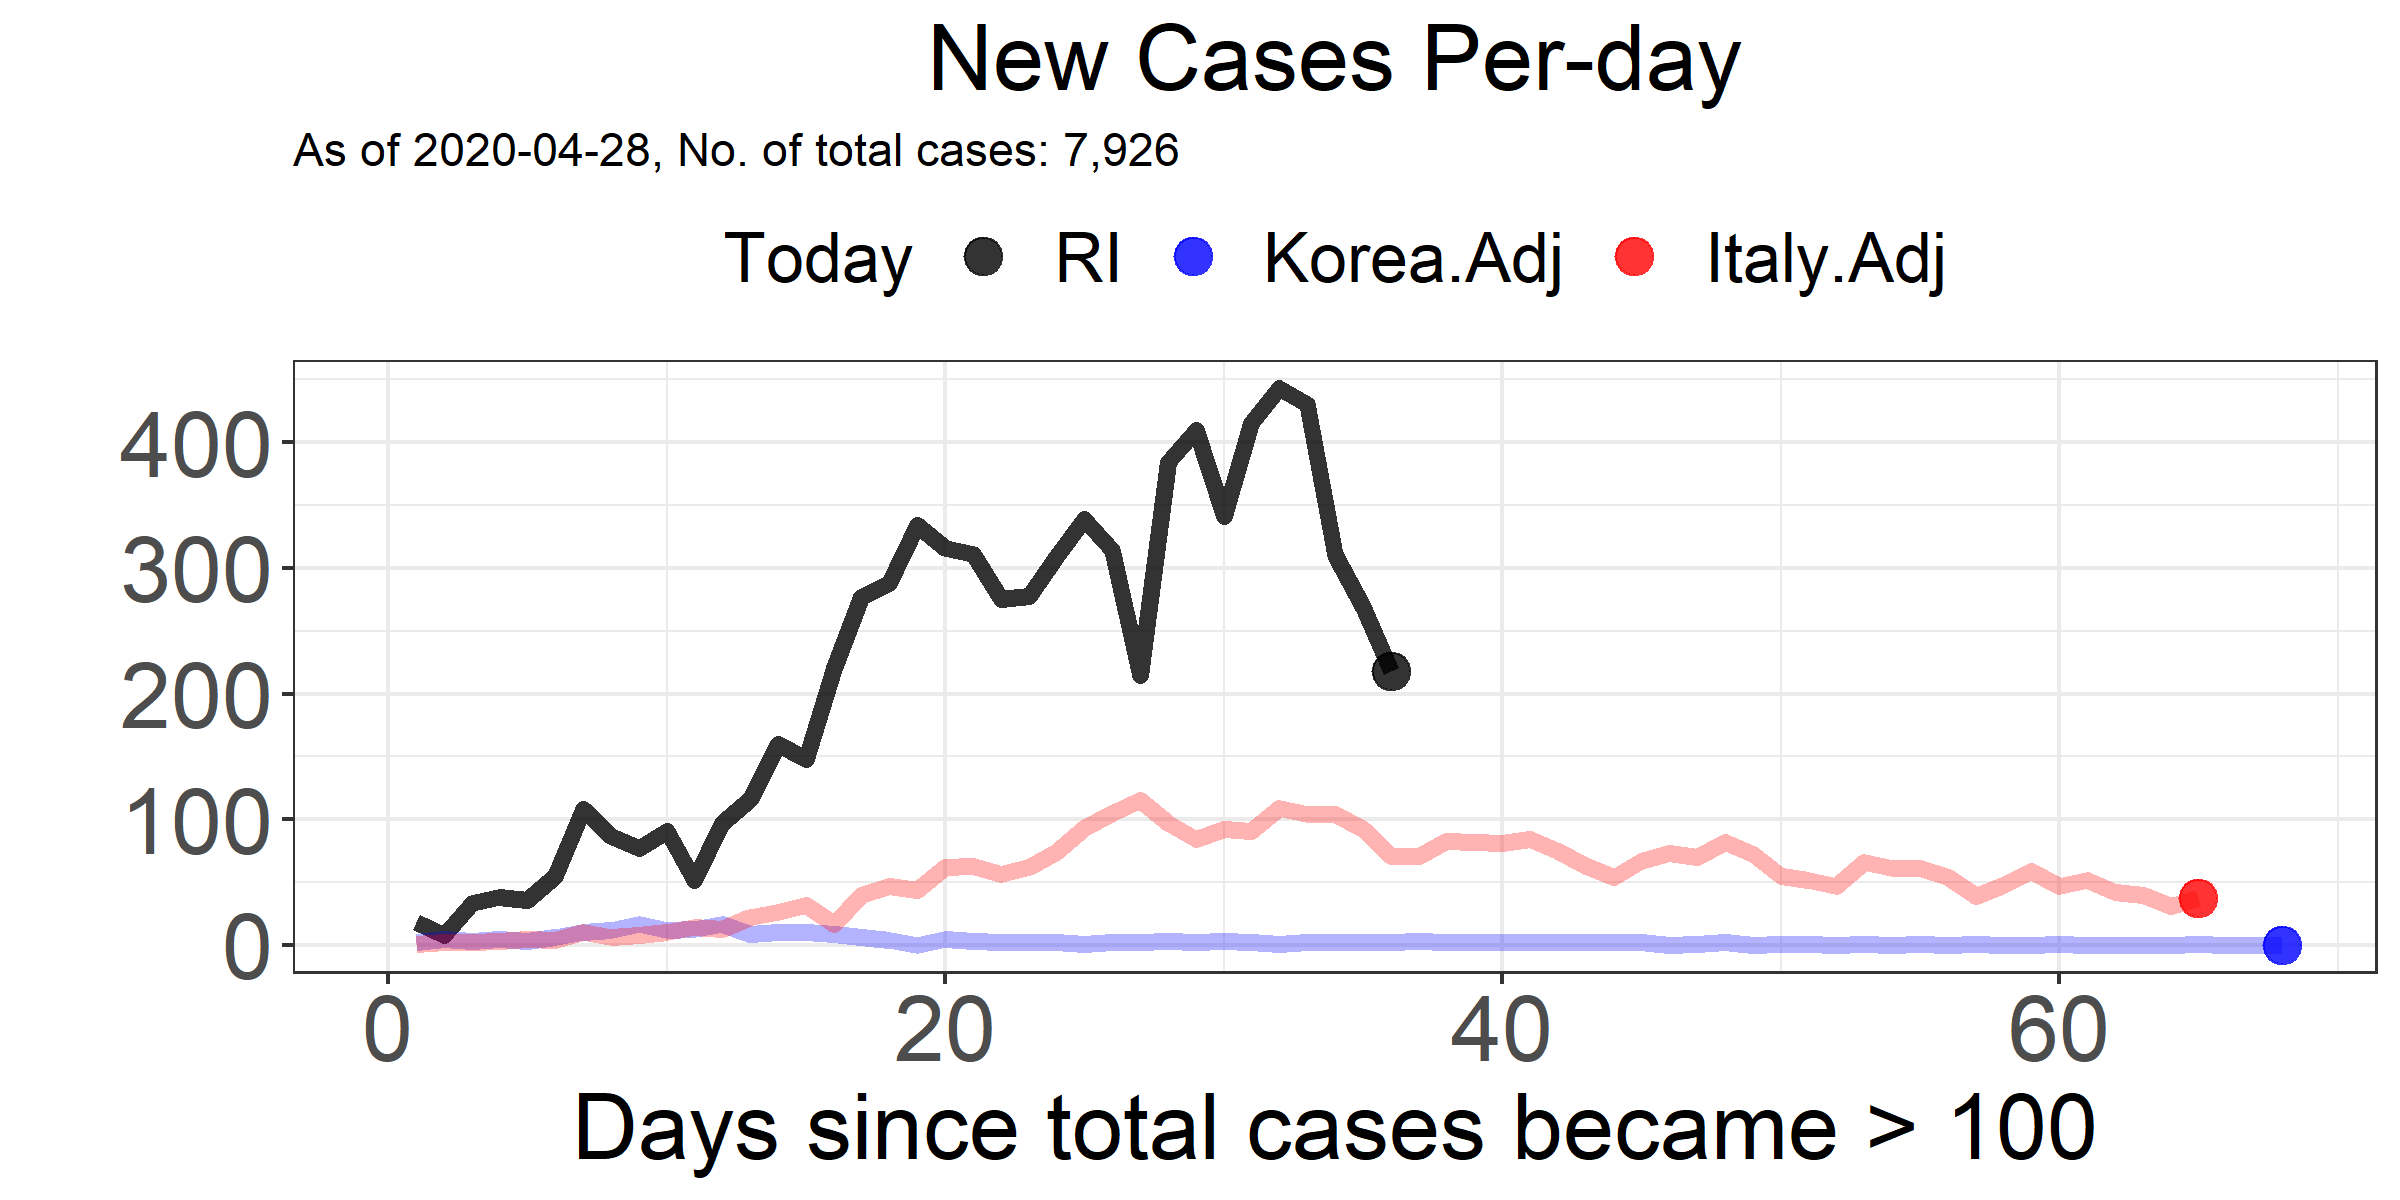 New Cases Per-day
As of 2020-04-28, No. of total cases: 7,926
Today RI Korea.Adj Italy.Adj
400
300
200
100
0
0 20 40 60
Days since total cases became > 100